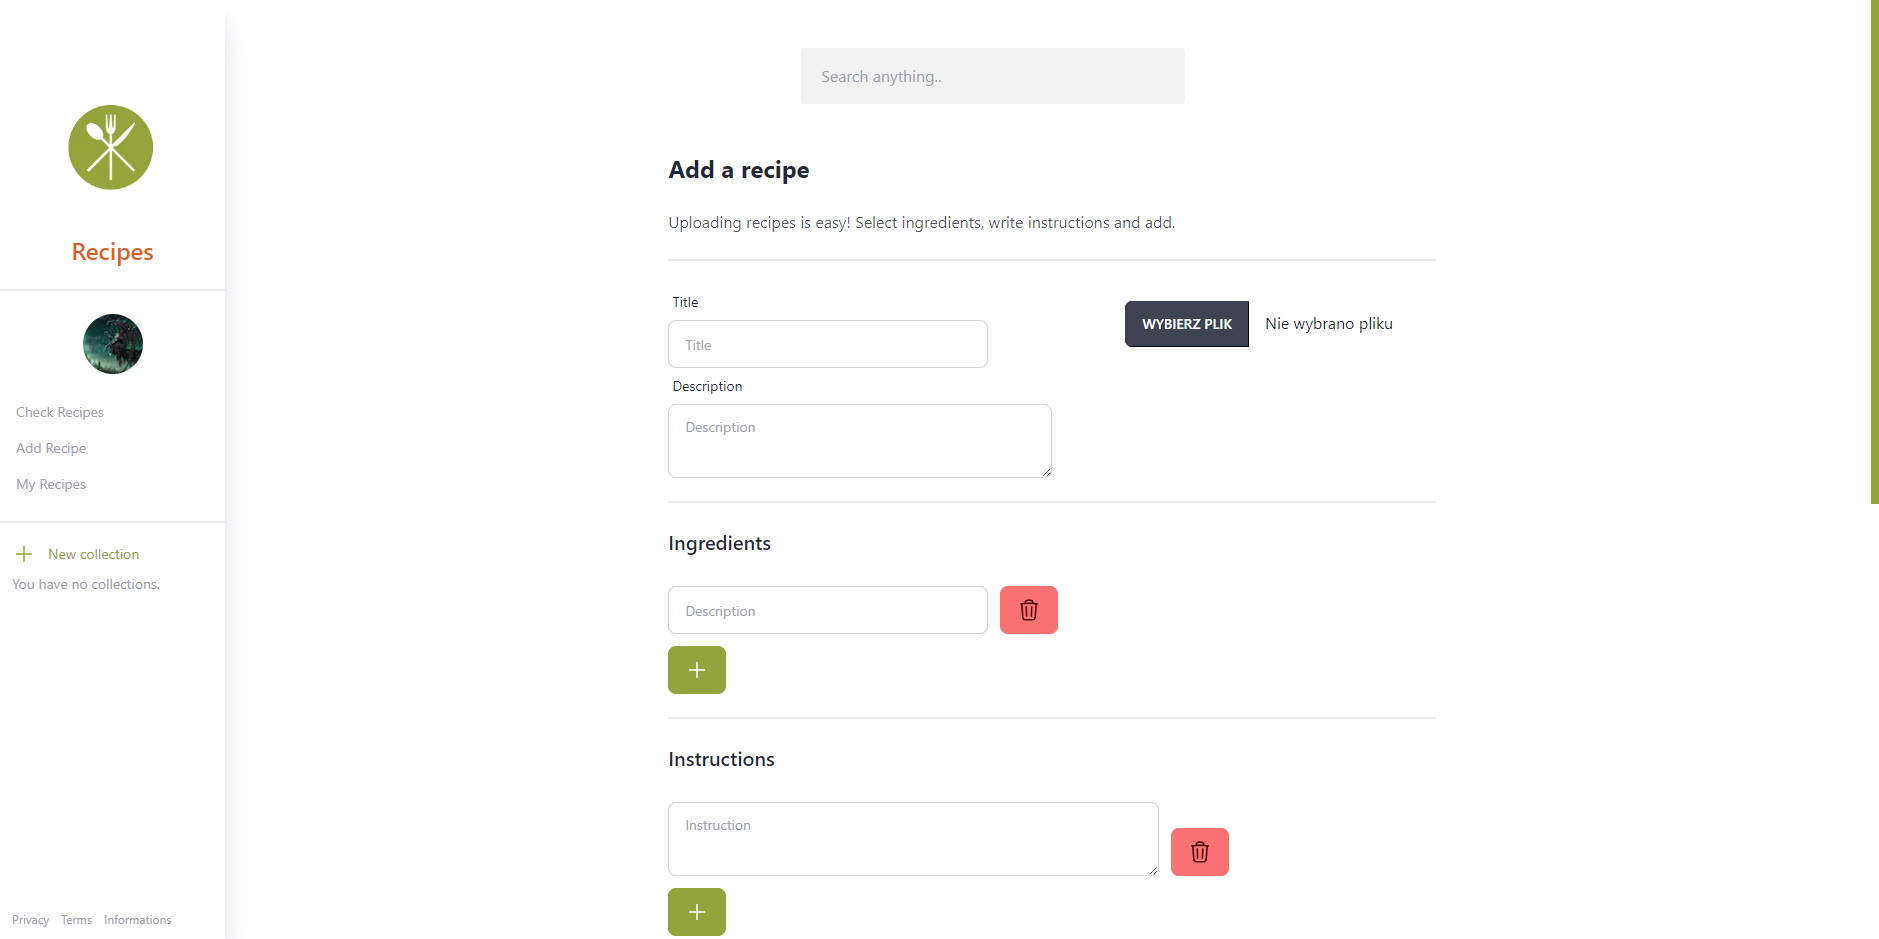 Recipes
Check Recipes
Add Recipe
My Recipes
New collection
You have no collections.
Privacy Terms Informations
Search anything..
Add a recipe
Uploading recipes is easy! Select ingredients, write instructions and add.
Title
Title
WYBIERZ PLIK Nie wybrano pliku
Description
Description
Ingredients
Description
Instructions
Instruction